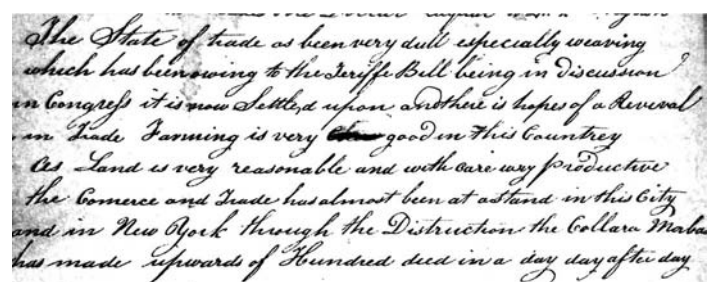 The State of trade as been very dull especially weaving
which has been owing to the Teriffe Bill being in Discussion
in Congress it is now Settled upon and there is hopes of a Revival
in Trade Farming is very good in this Countrey
As Land is very reasonable and with care very productive
the Comerce and Trade has almost been at a stand in this City
and in New York through the Distruction the Collara Morbus
has made upwards of Hundred died in a day day after day